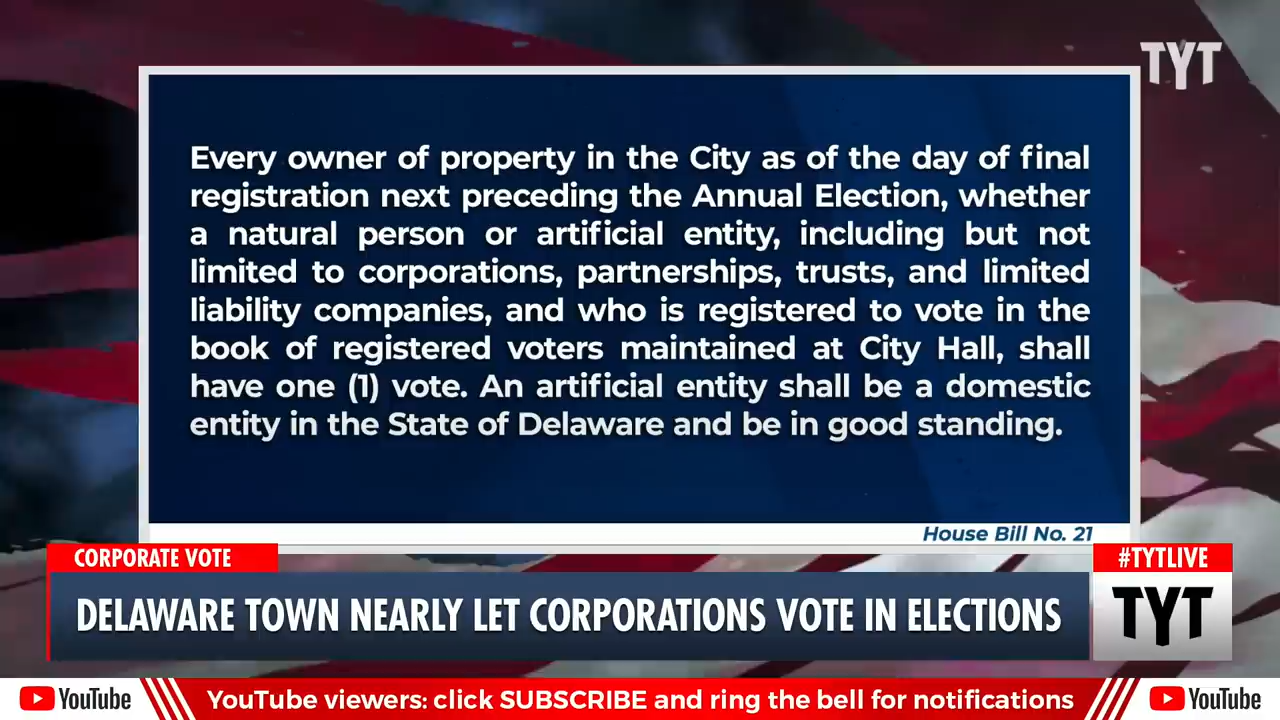 TYT
Every owner of property in the City as of the day of final
registration next preceding the Annual Election, whether
a natural person or artificial entity, including but not
limited to corporations, partnerships, trusts, and limited
liability companies, and who is registered to vote in the
book of registered voters maintained at City Hall, shall
have one (1) vote. An artificial entity shall be a domestic
entity in the State of Delaware and be in good standing.
House Bill No. 21
CORPORATE VOTE
#TYTLIVE
DELAWARE TOWN NEARLY LET CORPORATIONS VOTE IN ELECTIONS
TYT
YouTube
YouTube viewers: click SUBSCRIBE and ring the bell for notifications
YouTube